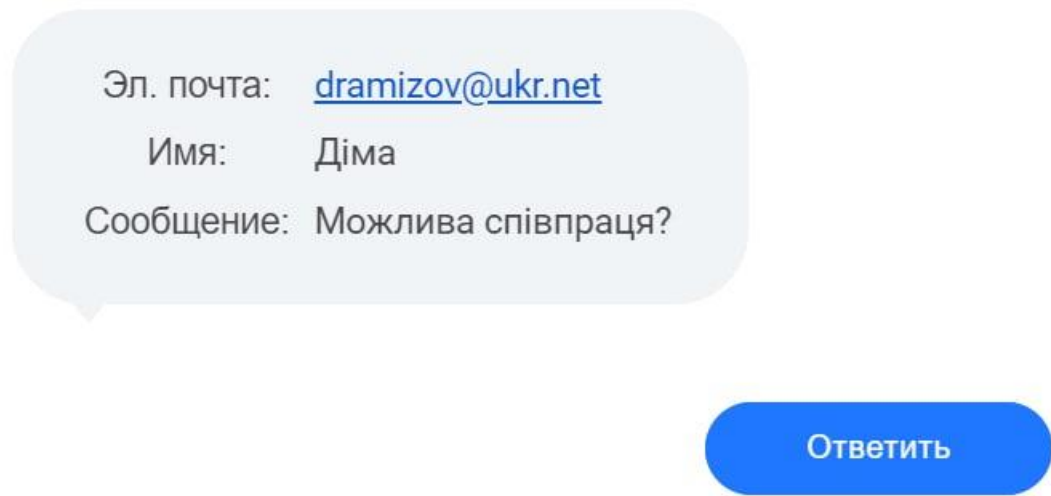 Эл. почта: dramizov@ukr.net
Имя: Діма
Сообщение: Можлива співпраця?
Ответить